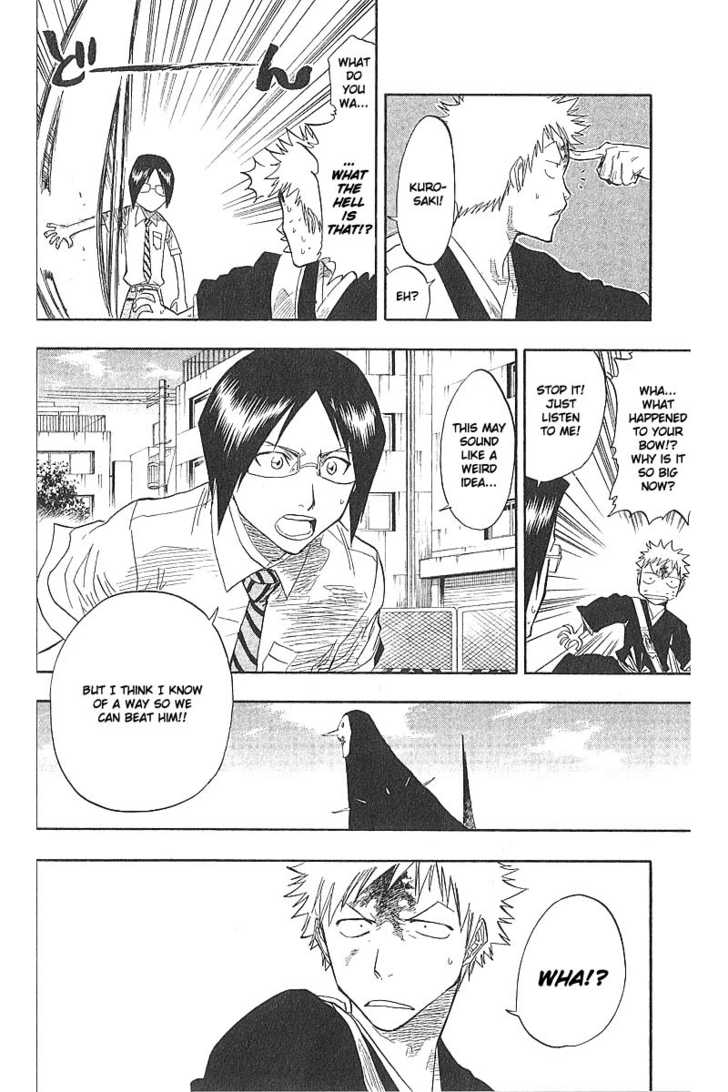 KURO-
SAKI!
EH?
WHAT
DO
YOU
WA...
...
WHAT
THE
HELL
IS
THAT!?
どーん
WHA...
WHAT
HAPPENED
TO YOUR
BOW!?
WHY IS IT
SO BIG
NOW?
STOP IT!
JUST
LISTEN
TO ME!
THIS MAY
SOUND
LIKE A
WEIRD
IDEA...
BUT I THINK I KNOW
OF A WAY SO WE
CAN BEAT HIM!!
WHA!?